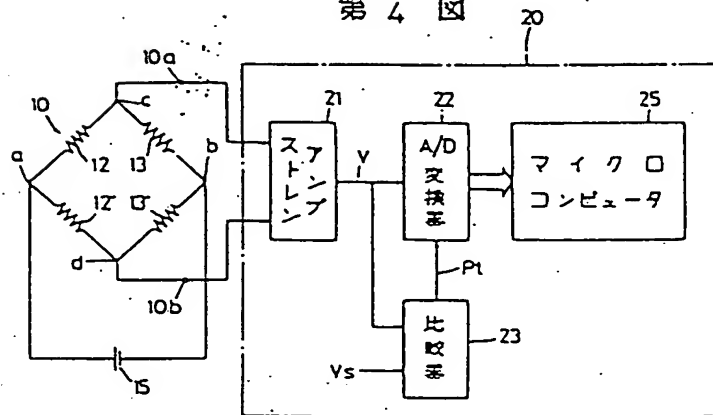 第 4 図
20
10a
c
10
21
22
25
a
12
13
b
ストレン
アンプ
V
A/D
変換器
マイクロ
コンピュータ
12
13
d
10b
Pt
比較器
23
Vs
15